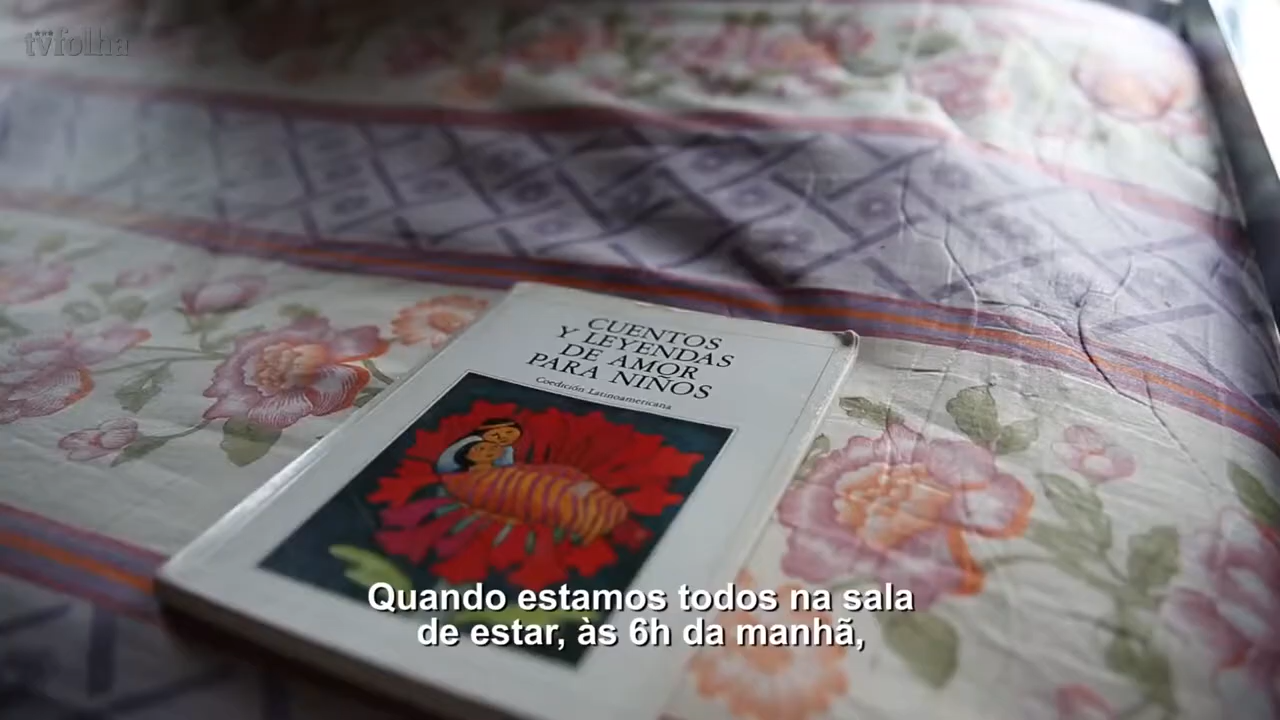 tvfolha
CUENTOS
Y LEYENDAS
DE AMOR
PARA NIÑOS
Coedición Latinoamericana
Quando estamos todos na sala
de estar, às 6h da manhã,